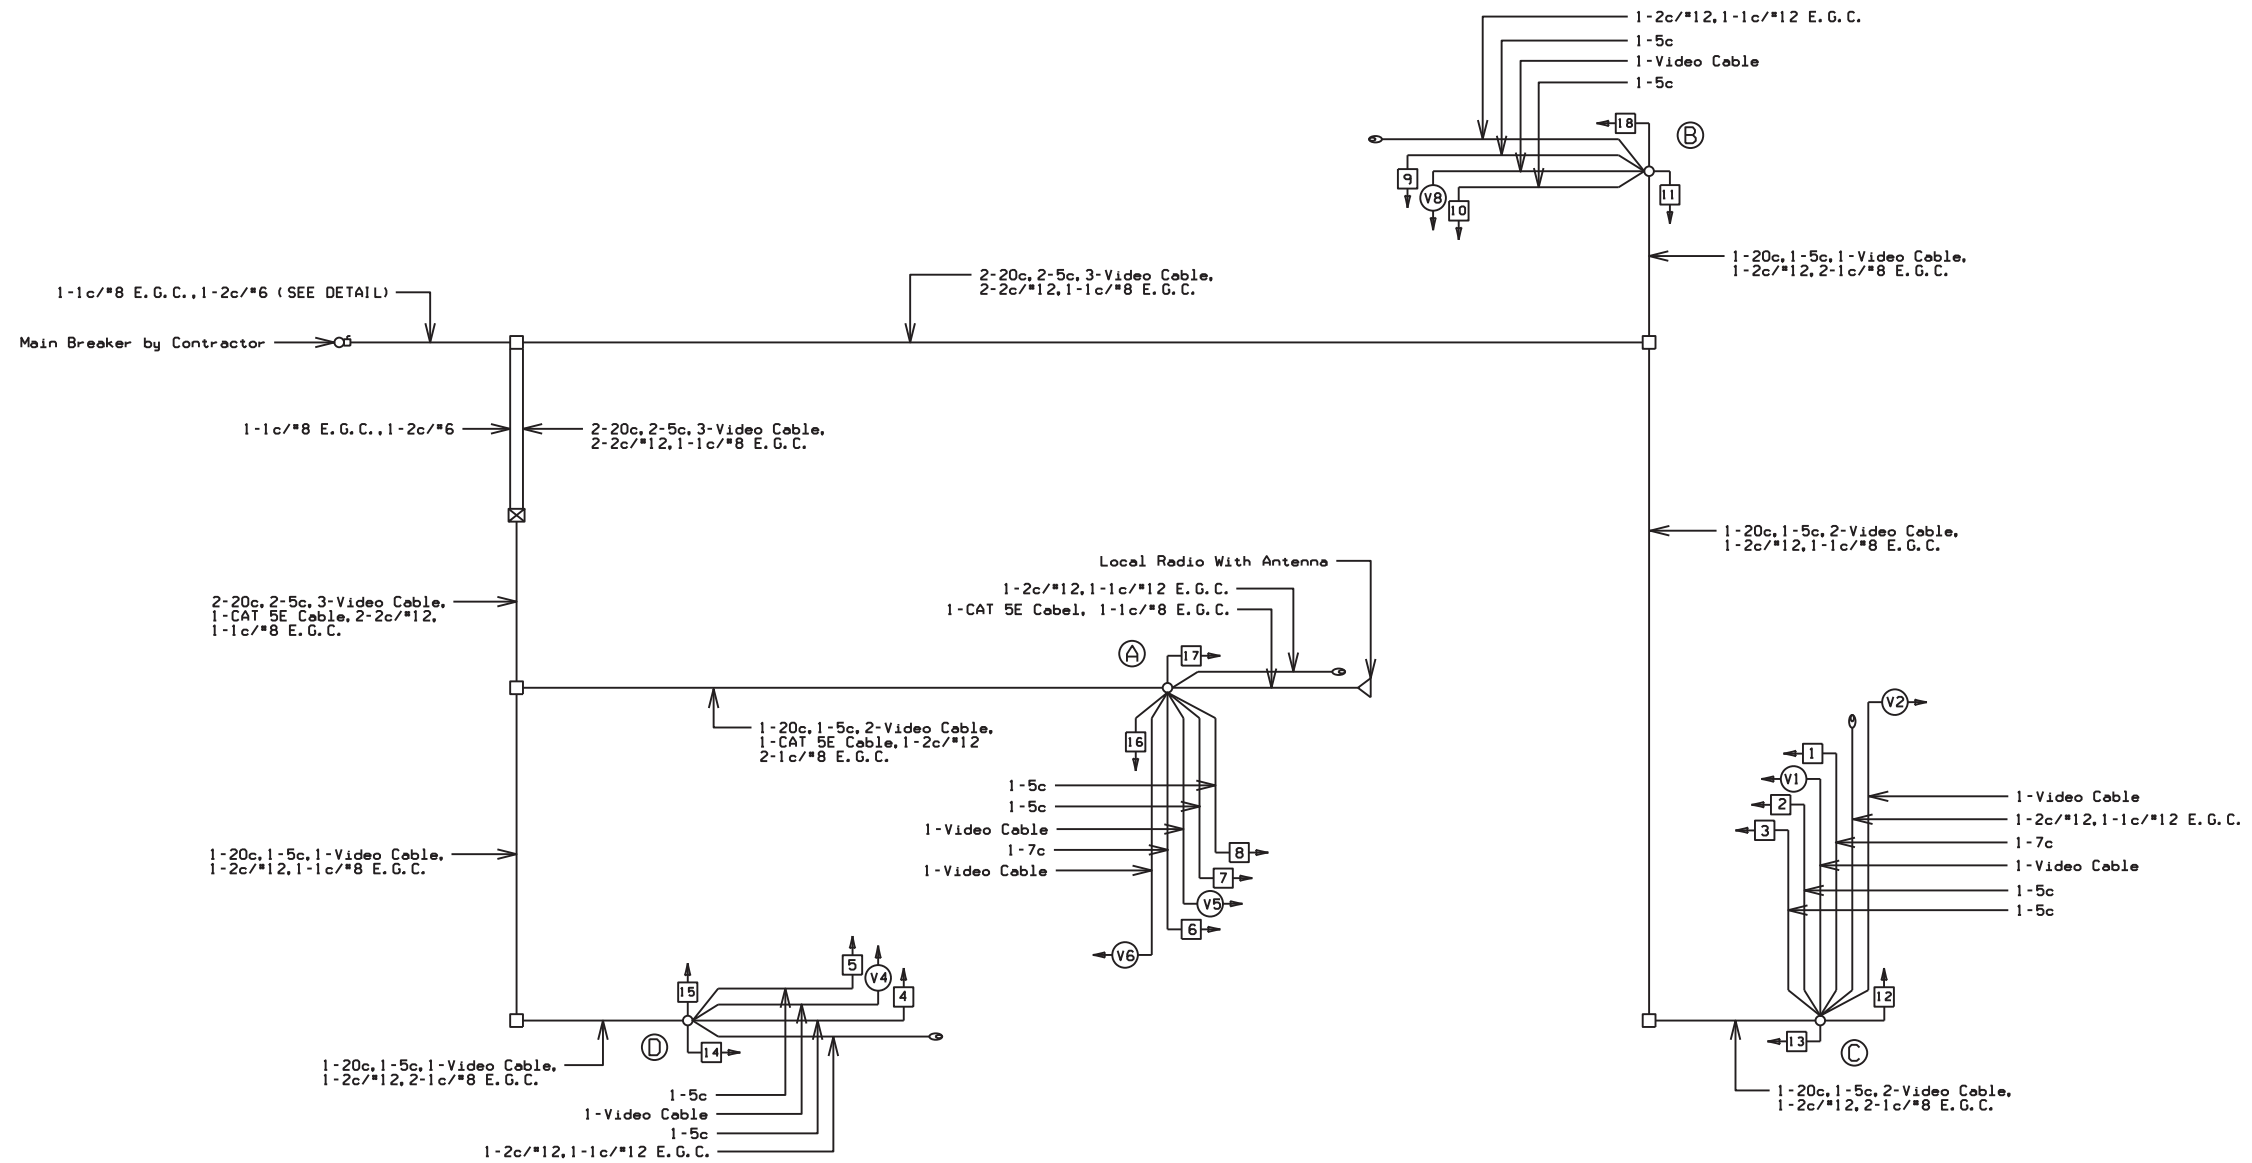 1-2c/#12,1-1c/#12 E.G.C.
1-5c
1-Video Cable
1-5c
18
B
9
V8
10
11
1-20c,1-5c,1-Video Cable,
1-2c/#12,2-1c/#8 E.G.C.
2-20c,2-5c,3-Video Cable,
2-2c/#12,1-1c/#8 E.G.C.
1-1c/#8 E.G.C.,1-2c/#6 (SEE DETAIL)
Main Breaker by Contractor
1-1c/#8 E.G.C.,1-2c/#6
2-20c,2-5c,3-Video Cable,
2-2c/#12,1-1c/#8 E.G.C.
1-20c,1-5c,2-Video Cable,
1-2c/#12,1-1c/#8 E.G.C.
Local Radio With Antenna
1-2c/#12,1-1c/#12 E.G.C.
1-CAT 5E Cabel, 1-1c/#8 E.G.C.
2-20c,2-5c,3-Video Cable,
1-CAT 5E Cable,2-2c/#12,
1-1c/#8 E.G.C.
A
17
1-20c,1-5c,2-Video Cable,
1-CAT 5E Cable,1-2c/#12
2-1c/#8 E.G.C.
16
1-5c
1-5c
1-Video Cable
1-7c
1-Video Cable
8
7
V5
6
V6
V2
1
V1
2
3
1-Video Cable
1-2c/#12,1-1c/#12 E.G.C.
1-7c
1-Video Cable
1-5c
1-5c
12
13
C
1-20c,1-5c,2-Video Cable,
1-2c/#12,2-1c/#8 E.G.C.
1-20c,1-5c,1-Video Cable,
1-2c/#12,1-1c/#8 E.G.C.
5
V4
4
15
D
14
1-20c,1-5c,1-Video Cable,
1-2c/#12,2-1c/#8 E.G.C.
1-5c
1-Video Cable
1-5c
1-2c/#12,1-1c/#12 E.G.C.